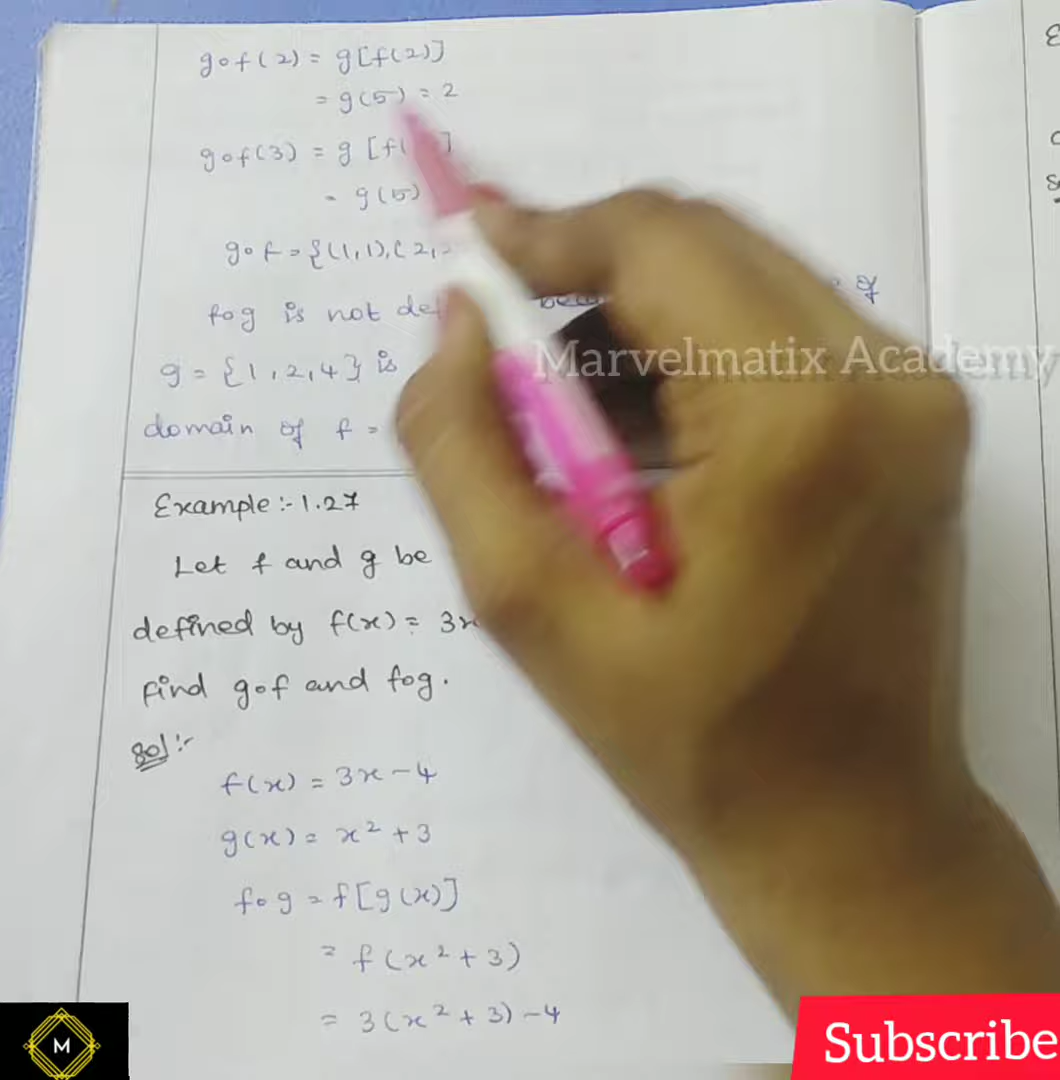 gof(2) = g[f(2)]
= g(5) = 2
gof(3) = g[f( ]
= g(5)
gof = {(1,1),(2,
fog is not def
of
g = {1,2,4} is
Marvelmatix Academy
domain of f =
Example:-1.27
Let f and g be
defined by f(x) = 3x
Find gof and fog.
Sol:-
f(x) = 3x-4
g(x) = x² + 3
fog = f[g(x)]
= f(x² + 3)
= 3(x² + 3) - 4
M
Subscribe